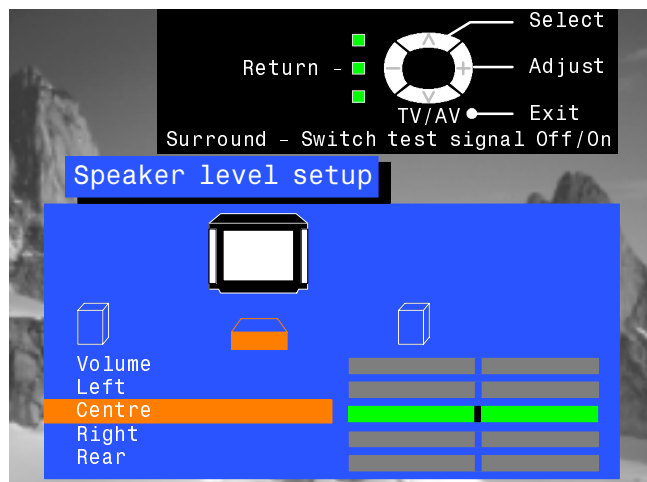 Select
Return - Adjust
TV/AV Exit
Surround - Switch test signal Off/On
Speaker level setup
Volume
Left
Centre
Right
Rear